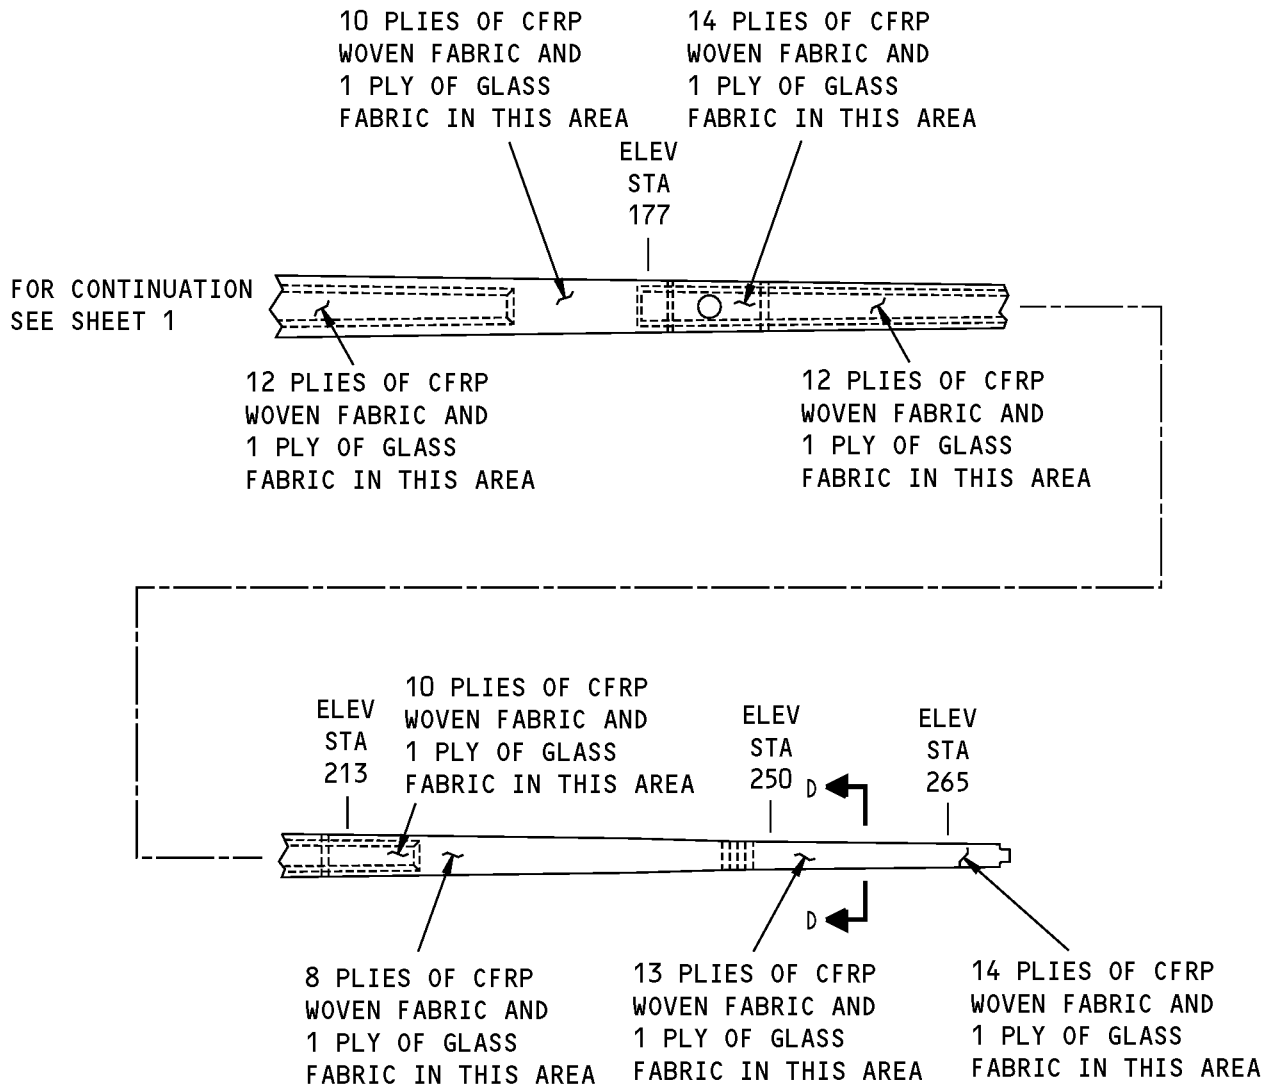 10 PLIES OF CFRP
WOVEN FABRIC AND
1 PLY OF GLASS
FABRIC IN THIS AREA
14 PLIES OF CFRP
WOVEN FABRIC AND
1 PLY OF GLASS
FABRIC IN THIS AREA
ELEV
STA
177
FOR CONTINUATION
SEE SHEET 1
12 PLIES OF CFRP
WOVEN FABRIC AND
1 PLY OF GLASS
FABRIC IN THIS AREA
12 PLIES OF CFRP
WOVEN FABRIC AND
1 PLY OF GLASS
FABRIC IN THIS AREA
ELEV
STA
213
10 PLIES OF CFRP
WOVEN FABRIC AND
1 PLY OF GLASS
FABRIC IN THIS AREA
ELEV
STA
250
D
ELEV
STA
265
D
8 PLIES OF CFRP
WOVEN FABRIC AND
1 PLY OF GLASS
FABRIC IN THIS AREA
13 PLIES OF CFRP
WOVEN FABRIC AND
1 PLY OF GLASS
FABRIC IN THIS AREA
14 PLIES OF CFRP
WOVEN FABRIC AND
1 PLY OF GLASS
FABRIC IN THIS AREA